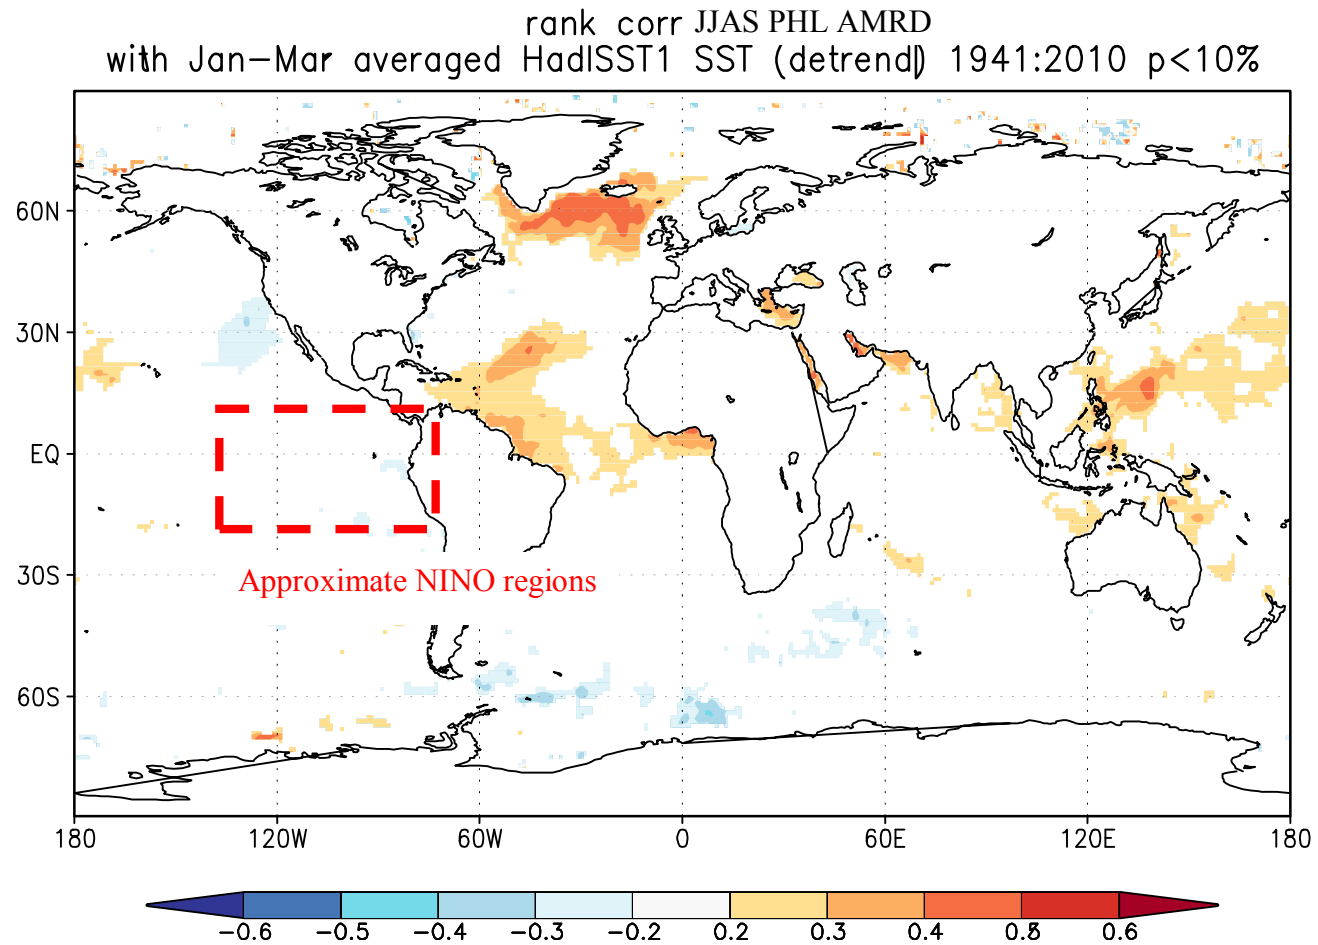 rank corr JJAS PHL AMRD
with Jan-Mar averaged HadISST1 SST (detrend) 1941:2010 p<10%
60N
30N
EQ
30S
60S
Approximate NINO regions
180 120W 60W 0 60E 120E 180
-0.6 -0.5 -0.4 -0.3 -0.2 0.2 0.3 0.4 0.5 0.6